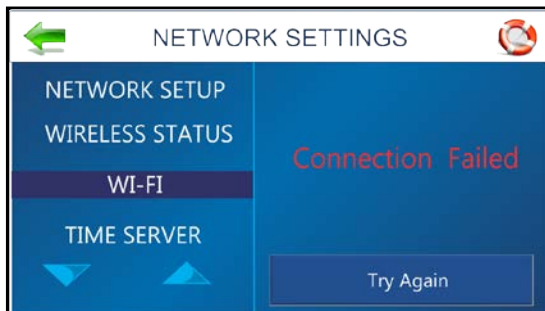 NETWORK SETTINGS
NETWORK SETUP
WIRELESS STATUS
WI-FI
TIME SERVER
Connection Failed
Try Again